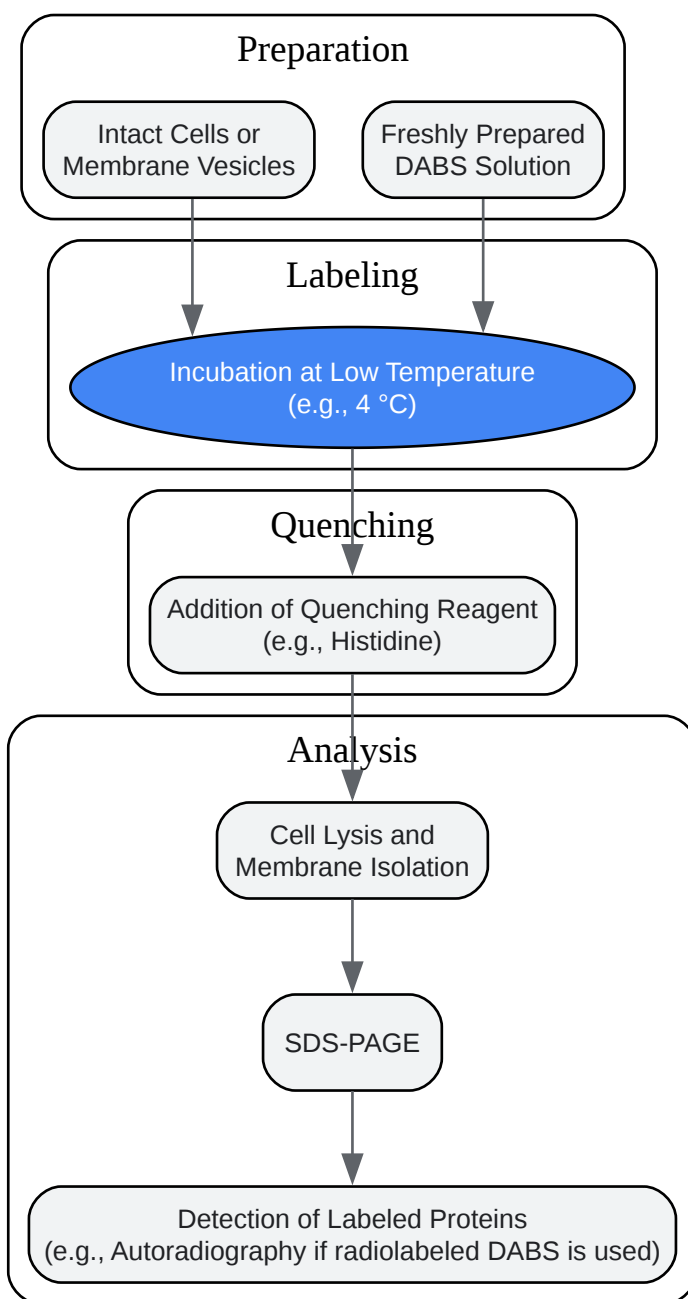 Preparation
Intact Cells or
Membrane Vesicles
Freshly Prepared
DABS Solution
Labeling
Incubation at Low Temperature
(e.g., 4 °C)
Quenching
Addition of Quenching Reagent
(e.g., Histidine)
Analysis
Cell Lysis and
Membrane Isolation
SDS-PAGE
Detection of Labeled Proteins
(e.g., Autoradiography if radiolabeled DABS is used)